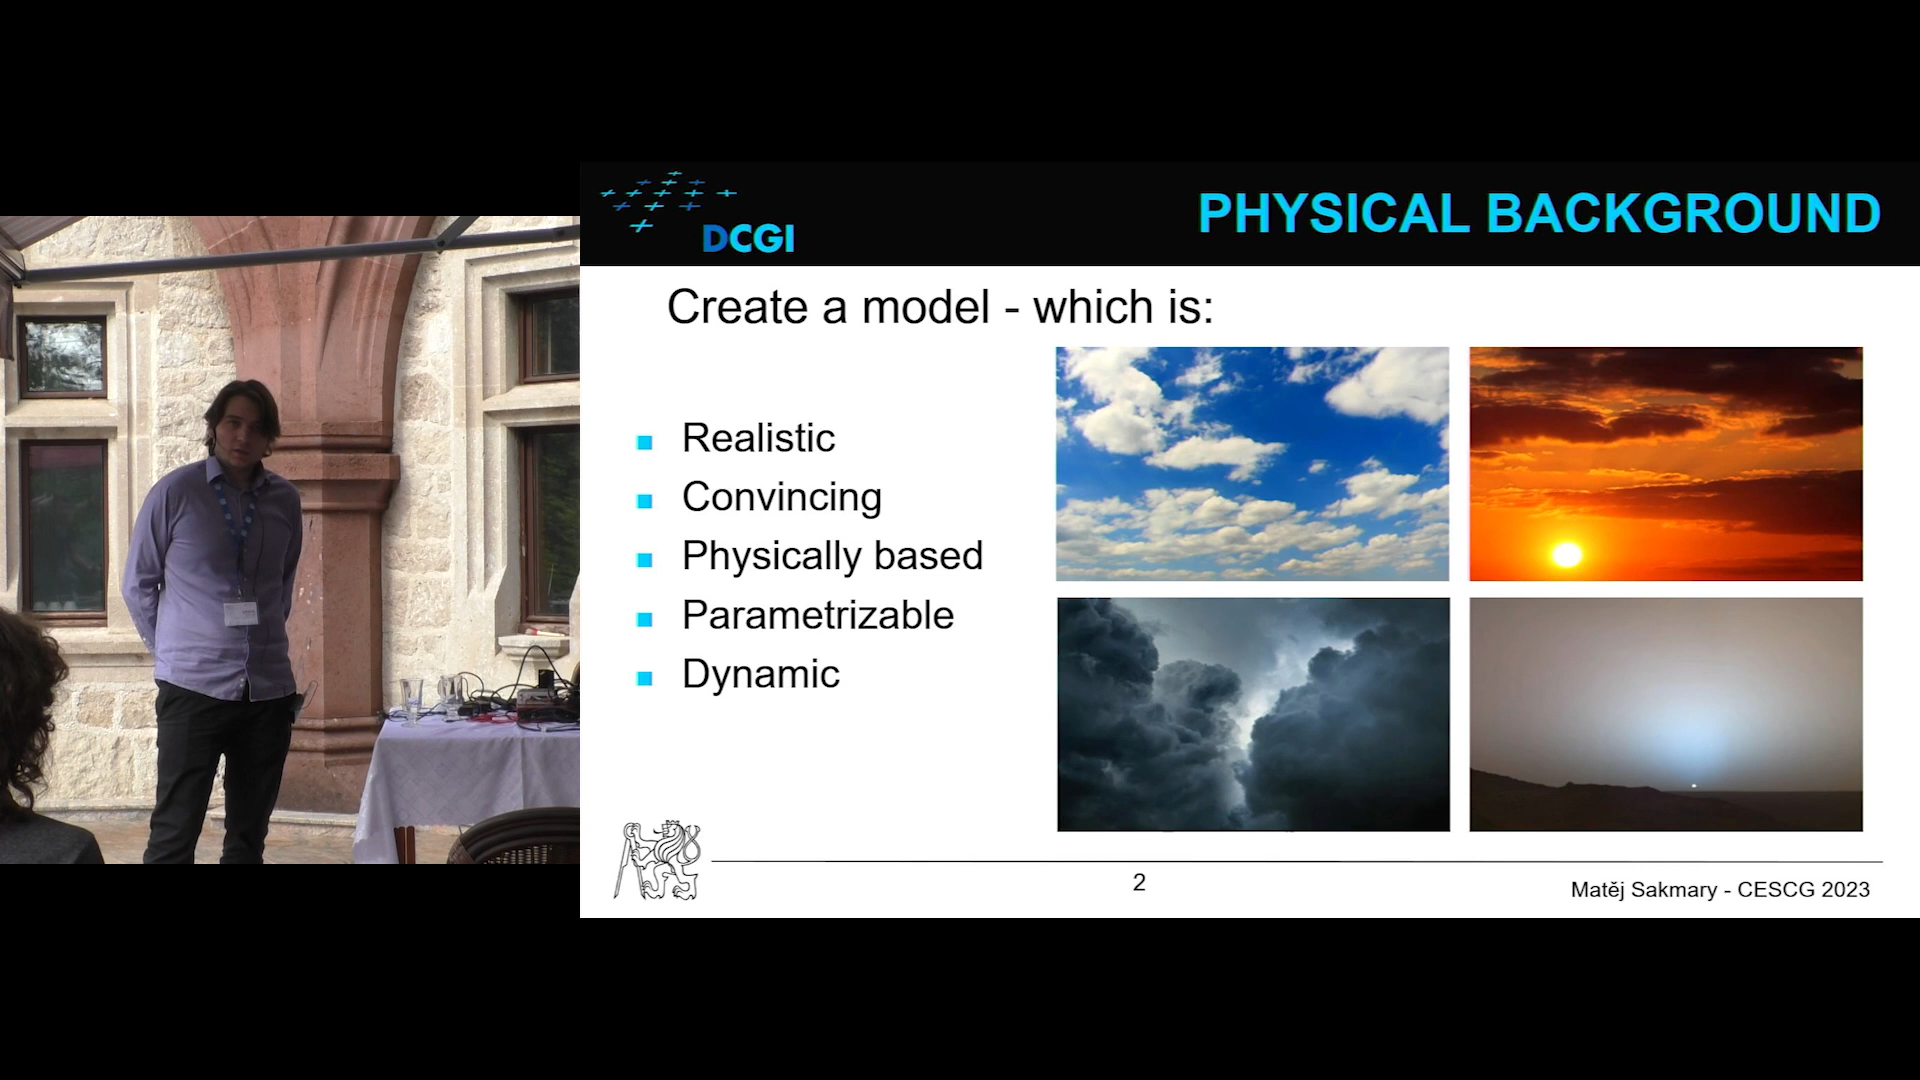 DCGI
PHYSICAL BACKGROUND
Create a model - which is:
Realistic
Convincing
Physically based
Parametrizable
Dynamic
2
Matěj Sakmary - CESCG 2023